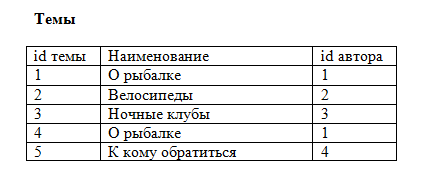 Темы
id темы Наименование id автора
1 О рыбалке 1
2 Велосипеды 2
3 Ночные клубы 3
4 О рыбалке 1
5 К кому обратиться 4